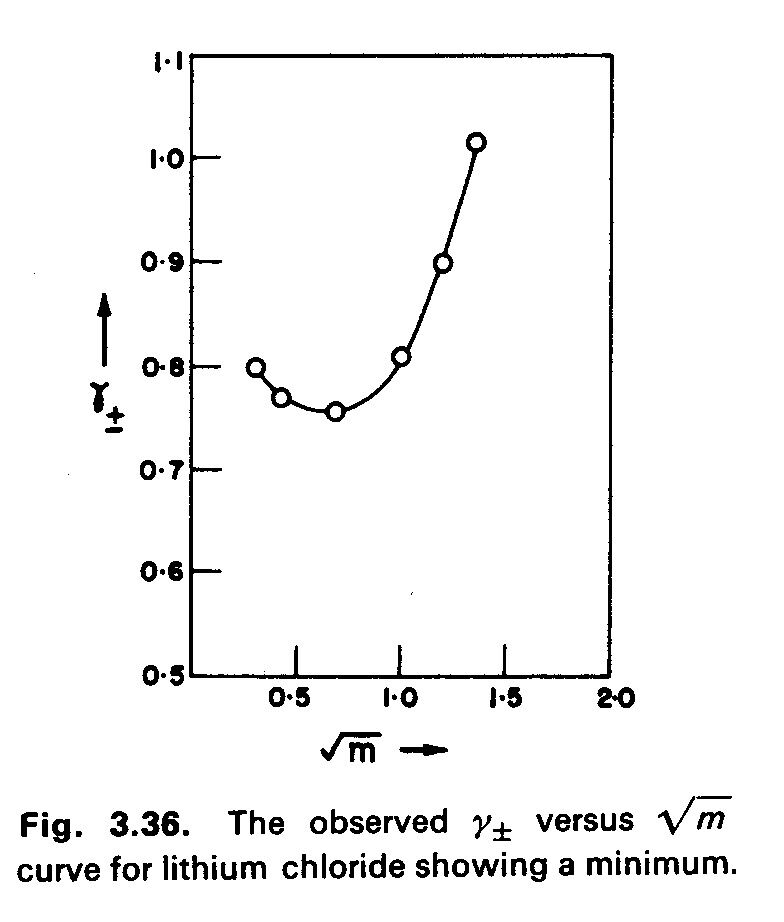 1·1
1·0
0·9
0·8
γ±
0·7
0·6
0·5
0·5 1·0 1·5 2·0
√m
Fig. 3.36. The observed γ± versus √m
curve for lithium chloride showing a minimum.